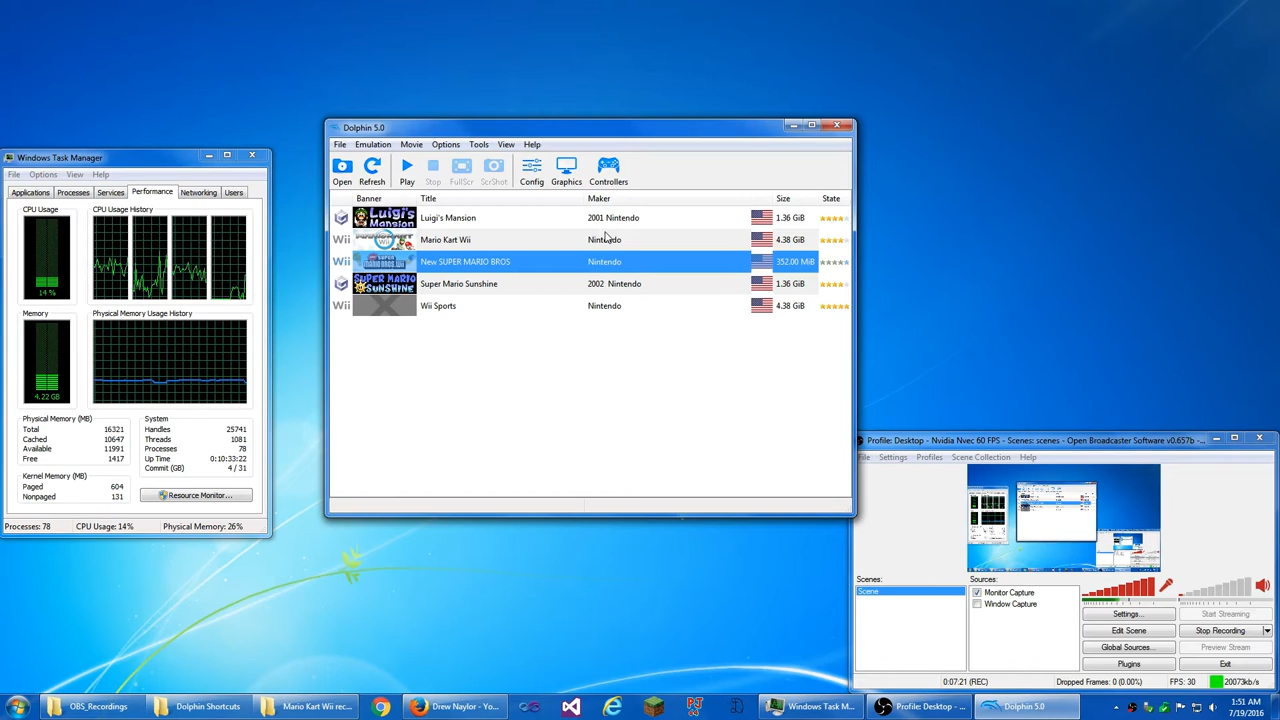 Windows Task Manager
File Options View Help
Applications Processes Services Performance Networking Users
CPU Usage CPU Usage History
14 %
Memory Physical Memory Usage History
4.22 GB
Physical Memory (MB)
Total 16321
Cached 10647
Available 11991
Free 1417
Kernel Memory (MB)
Paged 604
Nonpaged 131
System
Handles 25741
Threads 1081
Processes 78
Up Time 0:10:33:22
Commit (GB) 4 / 31
Resource Monitor...
Processes: 78 CPU Usage: 14% Physical Memory: 26%
Dolphin 5.0
File Emulation Movie Options Tools View Help
Open Refresh Play Stop FullScr ScrShot Config Graphics Controllers
Banner Title Maker Size State
Luigi's Mansion Luigi's Mansion 2001 Nintendo 1.36 GiB
Wii MARIOKART Wii Mario Kart Wii Nintendo 4.38 GiB
Wii New SUPER MARIO BROS Nintendo 352.00 MiB
SUPER MARIO SUNSHINE Super Mario Sunshine 2002 Nintendo 1.36 GiB
Wii Wii Sports Nintendo 4.38 GiB
Profile: Desktop - Nvidia Nvec 60 FPS - Scenes: scenes - Open Broadcaster Software v0.657b -...
File Settings Profiles Scene Collection Help
Scenes: Sources:
Scene
Monitor Capture
Window Capture
Settings... Start Streaming
Edit Scene Stop Recording
Global Sources... Preview Stream
Plugins Exit
0:07:21 (REC) Dropped Frames: 0 (0.00%) FPS: 30 20073kb/s
OBS_Recordings Dolphin Shortcuts Mario Kart Wii rec... Drew Naylor - Yo... Windows Task M... Profile: Desktop - ... Dolphin 5.0
1:51 AM
7/19/2016